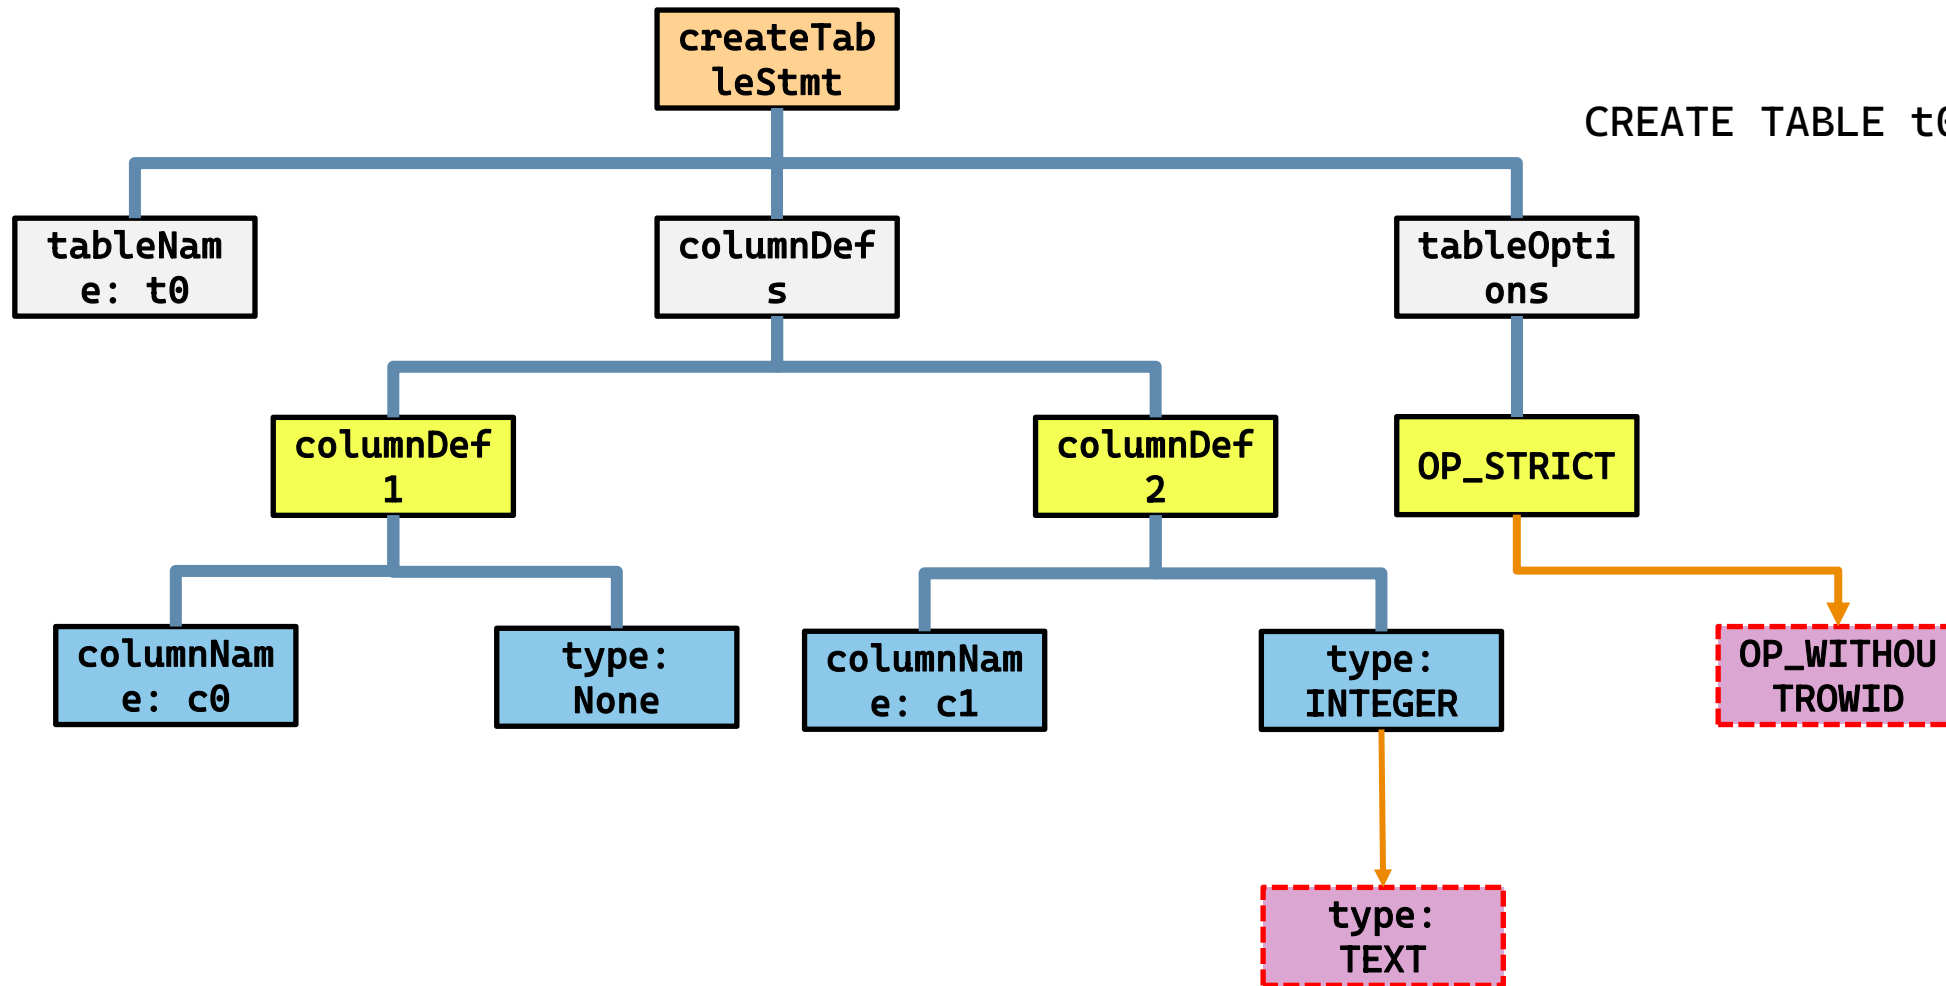 createTab
leStmt
CREATE TABLE t0
tableNam
e: t0
columnDef
s
tableOpti
ons
columnDef
1
columnDef
2
OP_STRICT
columnNam
e: c0
type:
None
columnNam
e: c1
type:
INTEGER
OP_WITHOU
TROWID
type:
TEXT